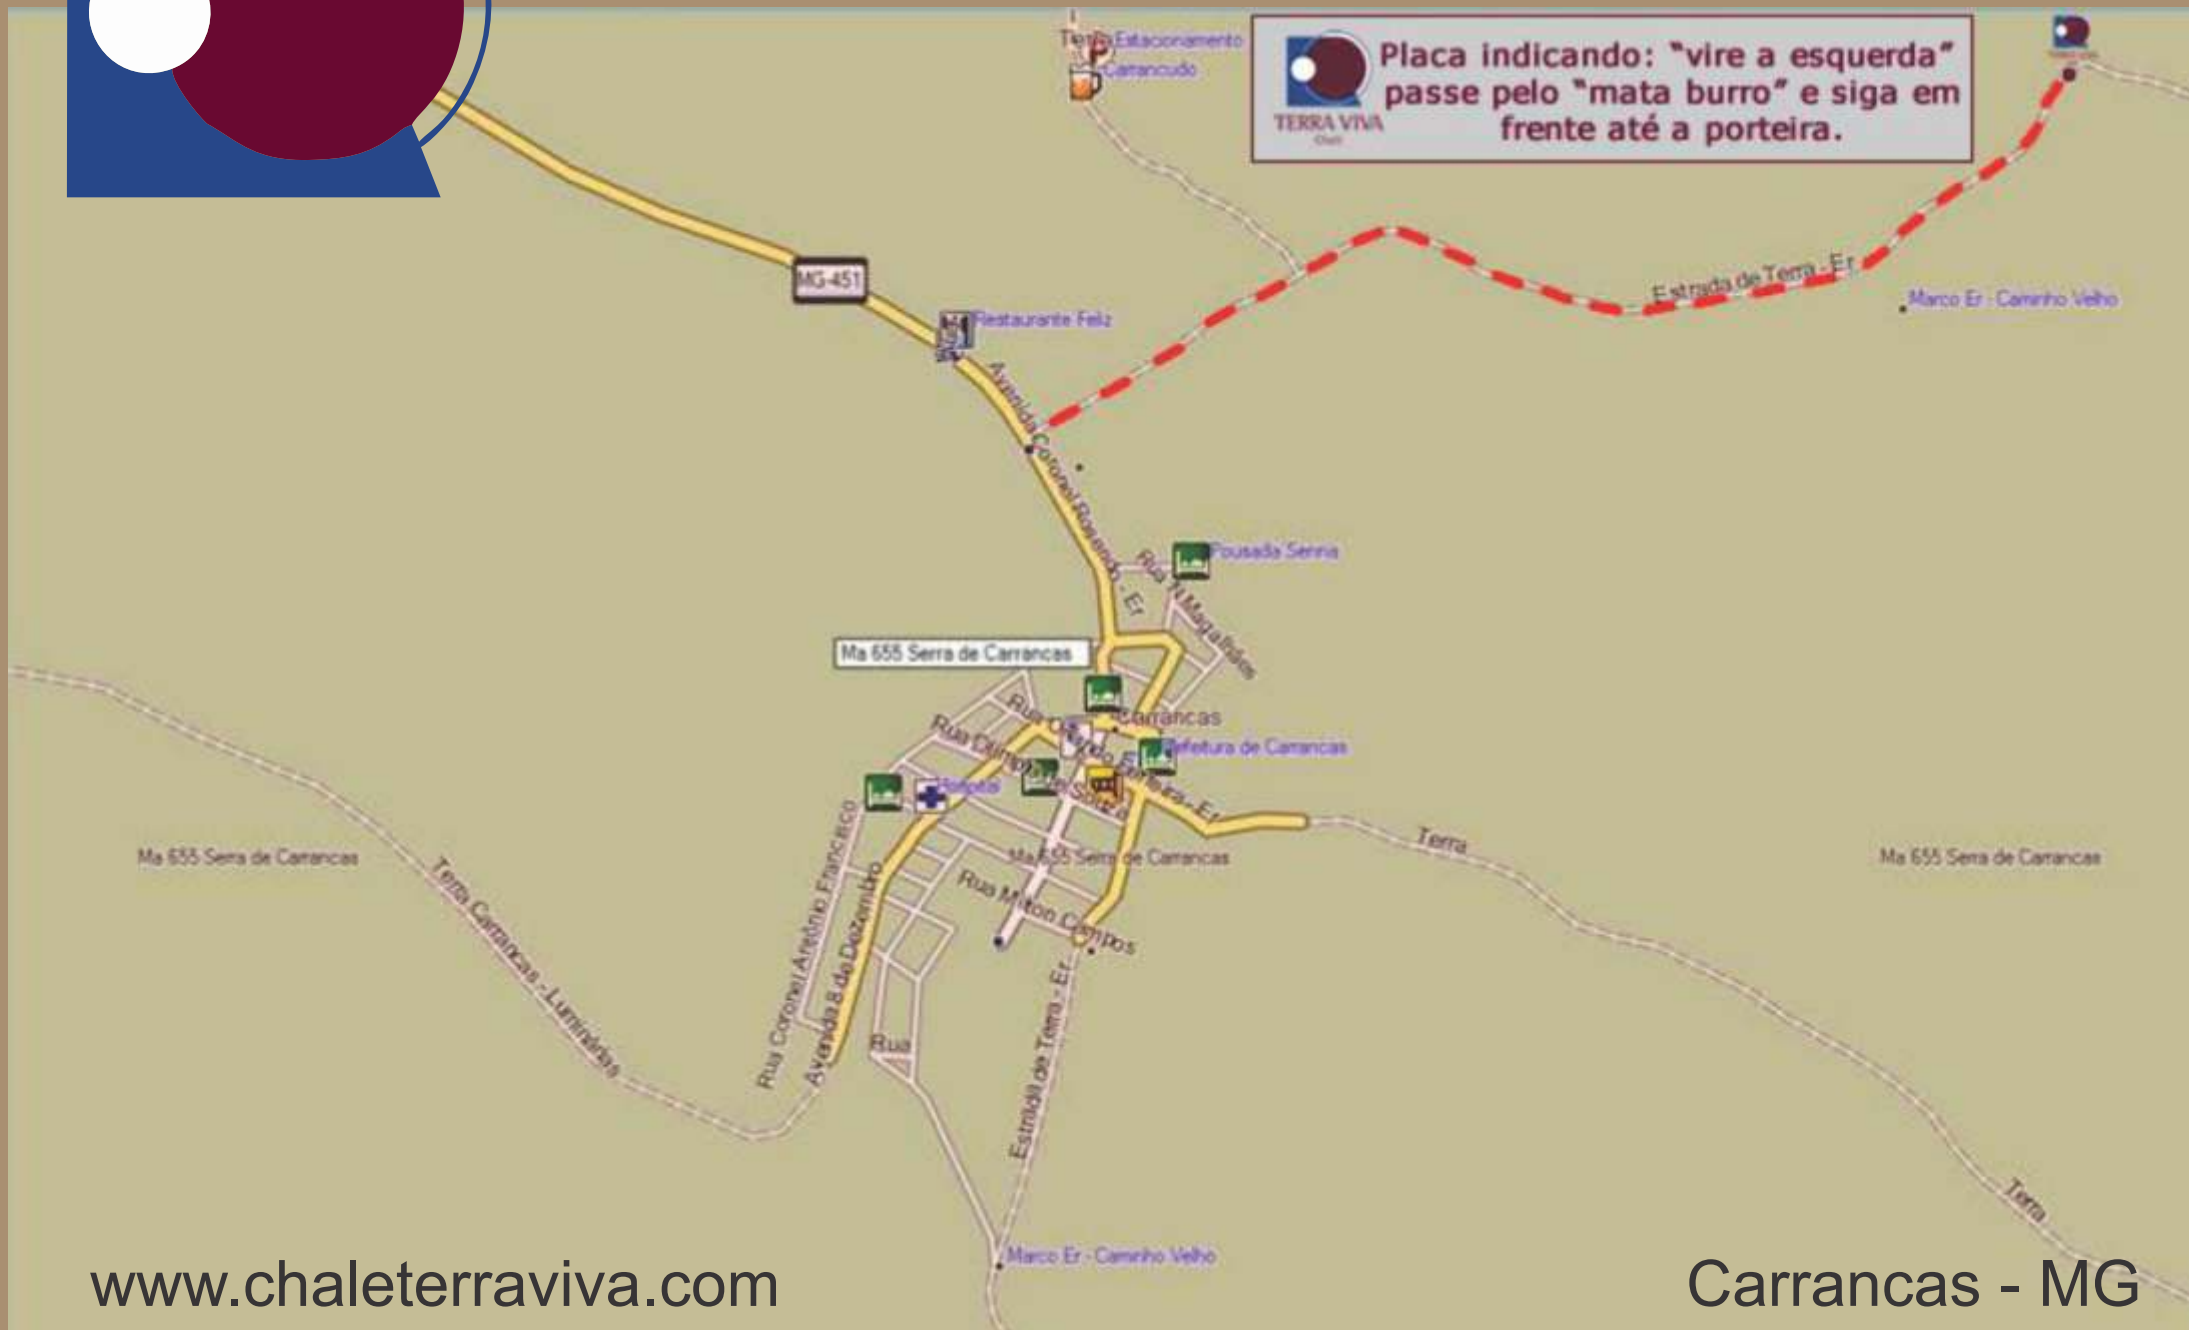 Terra
Estacionamento
Carrancudo
Placa indicando: "vire a esquerda"
passe pelo "mata burro" e siga em
frente até a porteira.
TERRA VIVA
MG-451
Restaurante Feliz
Estrada de Terra - Er
Marco Er - Caminho Velho
Avenida Coronel Rosendo - Er
Pousada Senna
Rua N Magalhães
Ma 655 Serra de Carrancas
Carrancas
Prefeitura de Carrancas
Hospital
Terra
Ma 655 Serra de Carrancas
Ma 655 Serra de Carrancas
Ma 655 Serra de Carrancas
Terra Carrancas - Luminárias
Rua Milton Campos
Avenida 8 de Dezembro
Rua
Estrada de Terra - Er
Terra
Marco Er - Caminho Velho
www.chaleterraviva.com
Carrancas - MG